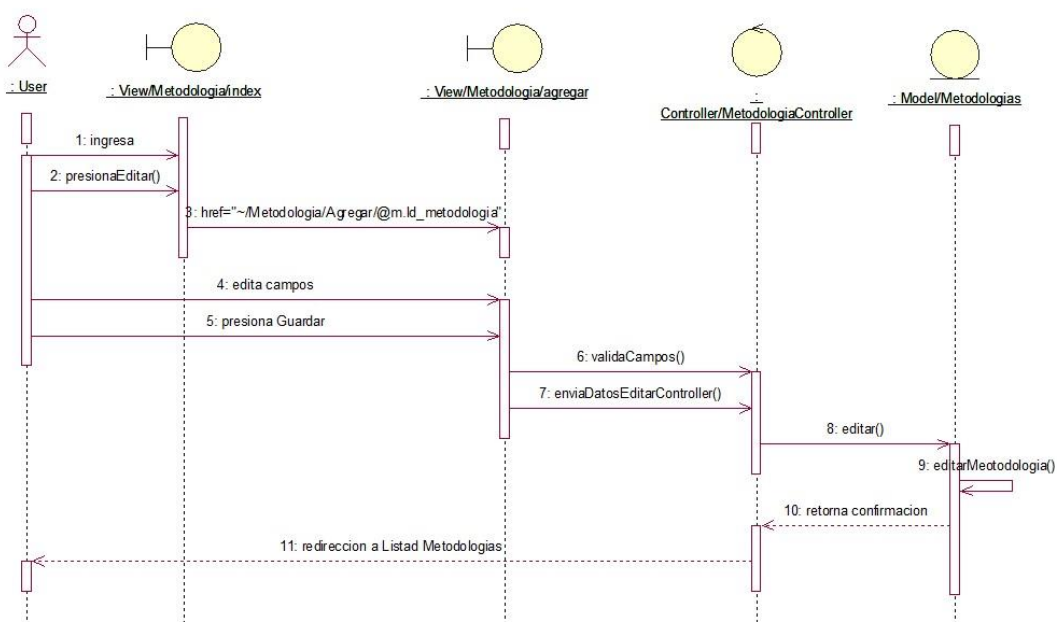 : User
: View/Metodologia/index
: View/Metodologia/agregar
:
Controller/MetodologiaController
: Model/Metodologias
1: ingresa
2: presionaEditar()
3: href="~/Metodologia/Agregar/@m.Id_metodologia"
4: edita campos
5: presiona Guardar
6: validaCampos()
7: enviaDatosEditarController()
8: editar()
9: editarMeotodologia()
10: retorna confirmacion
11: redireccion a Listad Metodologias